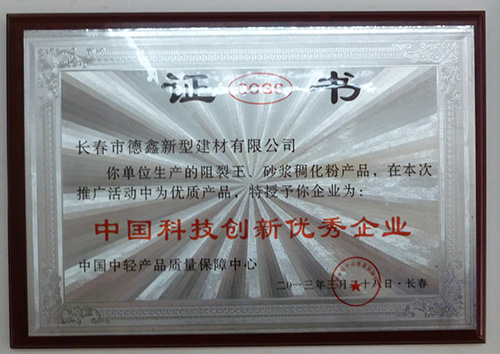 证 书
长春市德鑫新型建材有限公司
你单位生产的阻裂王、砂浆稠化粉产品，在本次
推广活动中为优质产品，特授予你企业为：
中国科技创新优秀企业
中国中轻产品质量保障中心
二〇一三年三月二十八日·长春